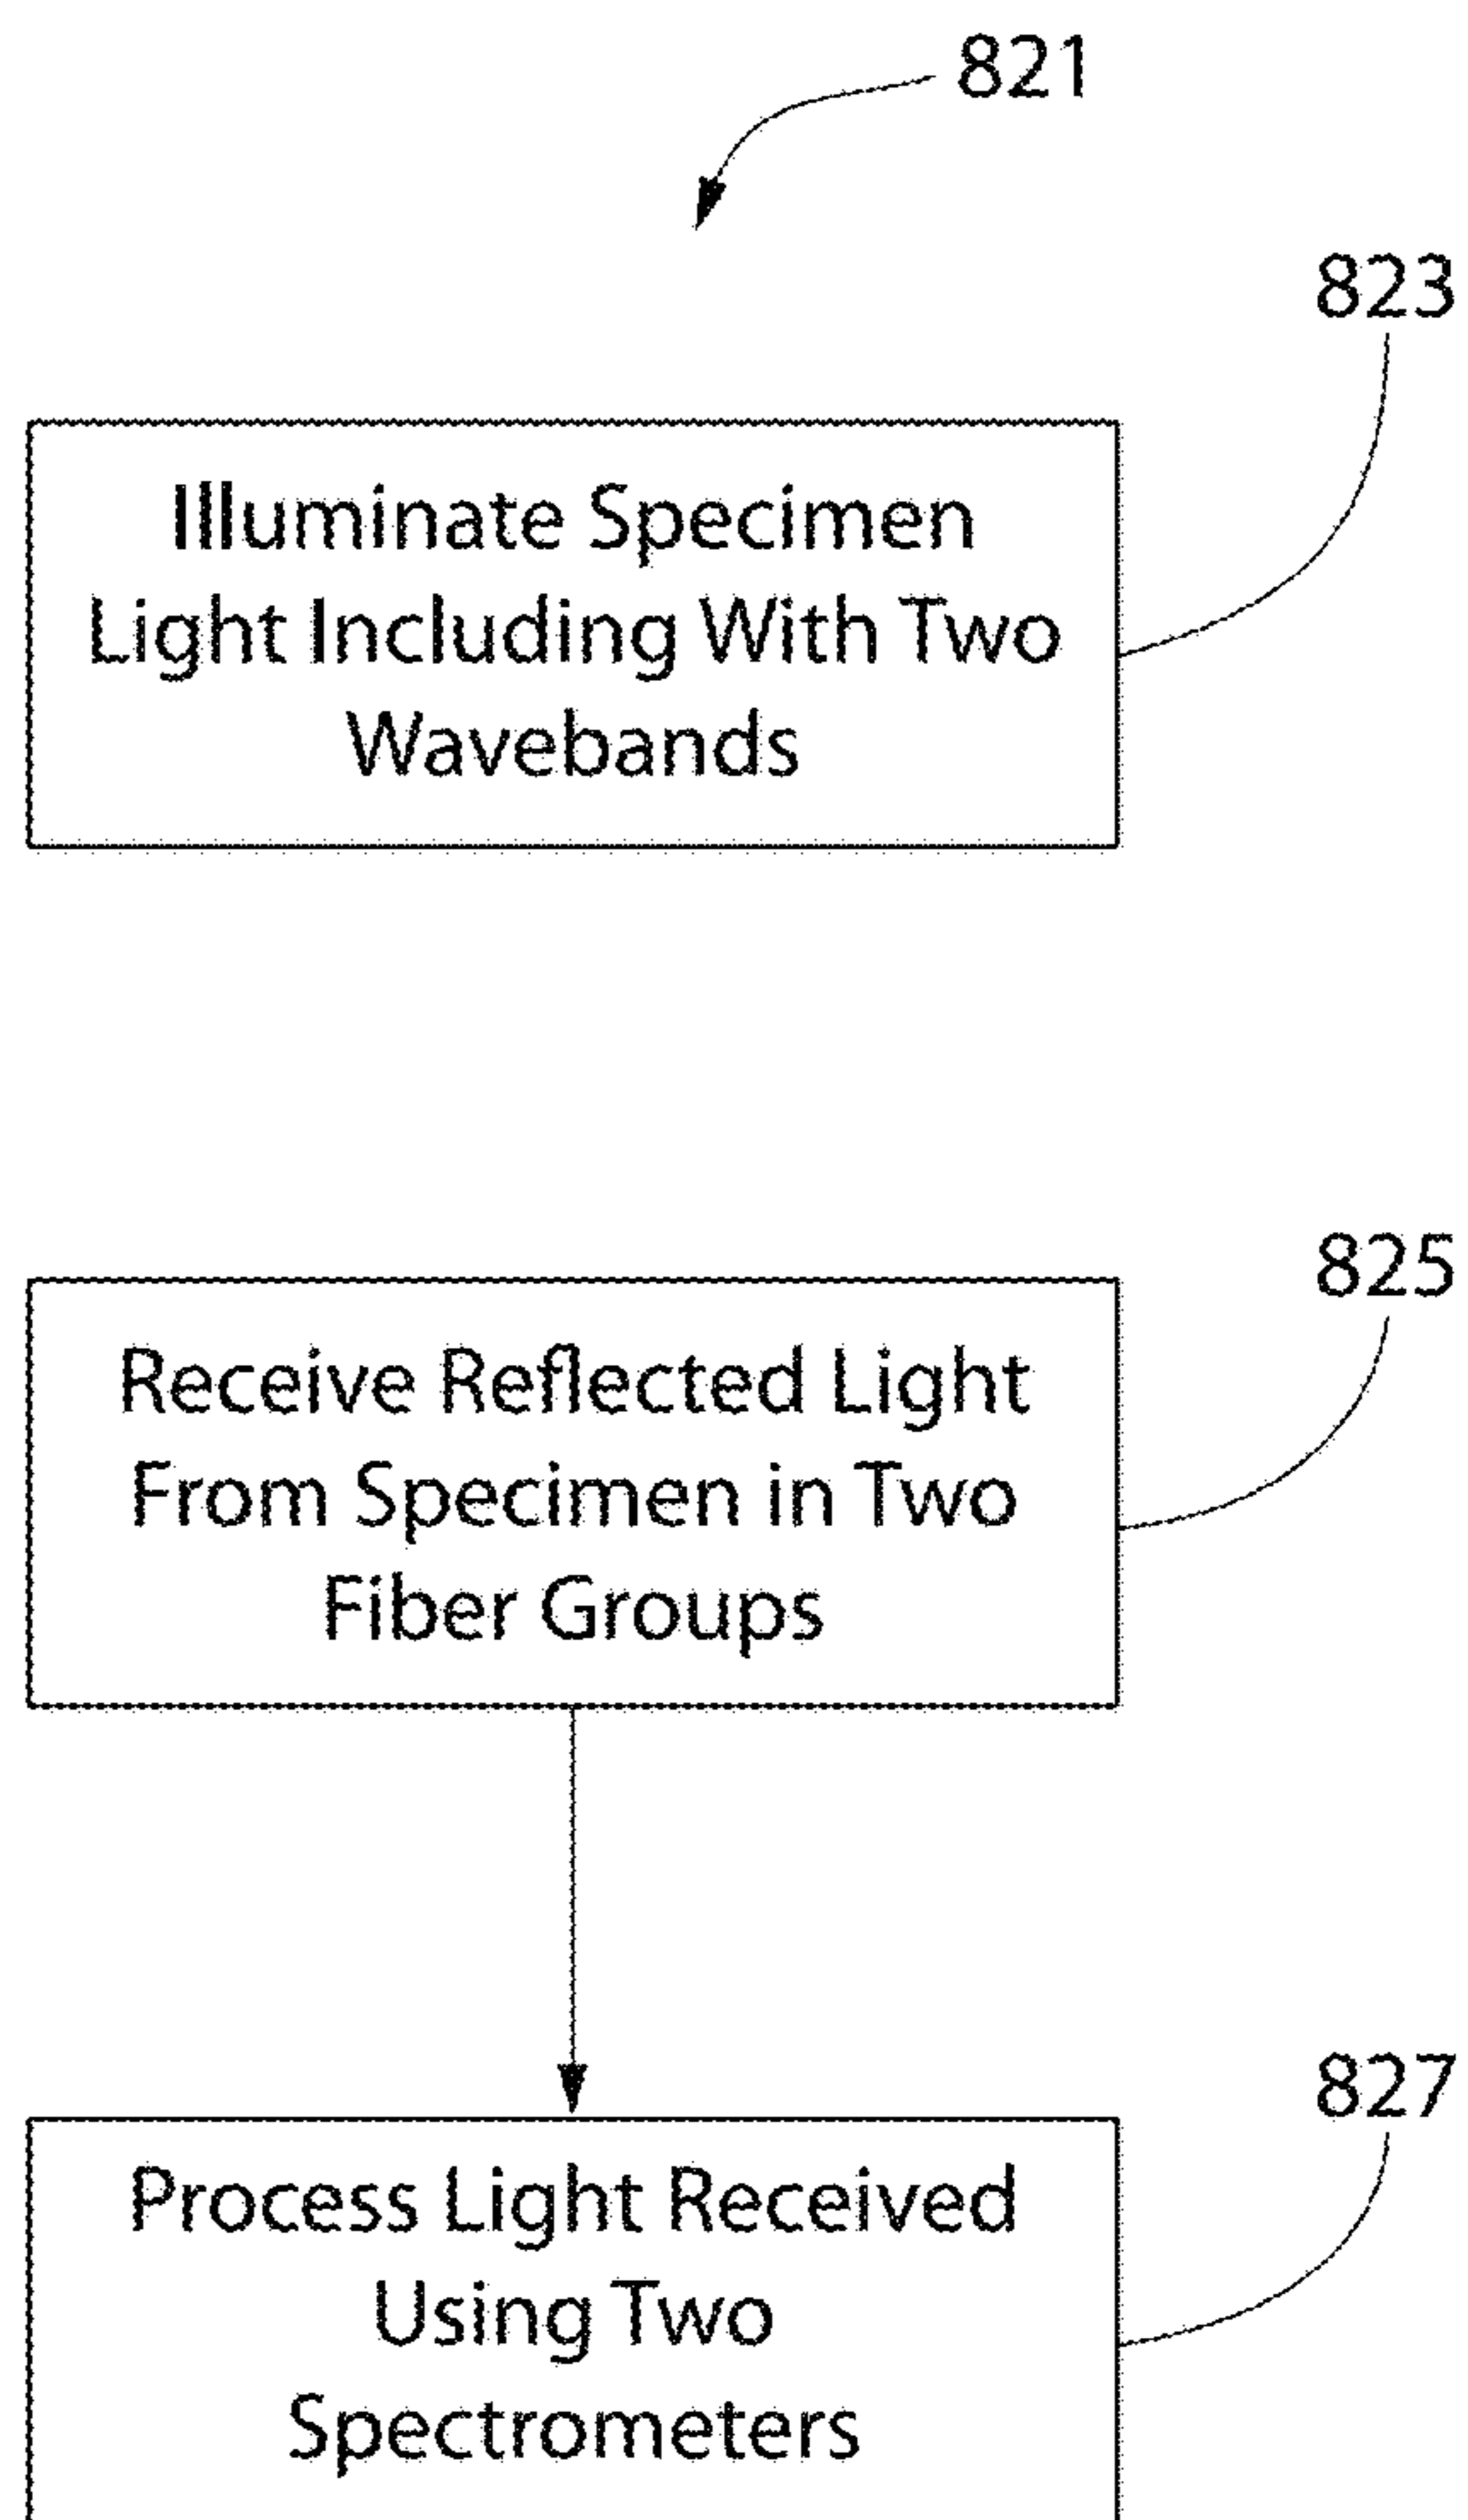 821
823
Illuminate Specimen
Light Including With Two
Wavebands
825
Receive Reflected Light
From Specimen in Two
Fiber Groups
827
Process Light Received
Using Two
Spectrometers